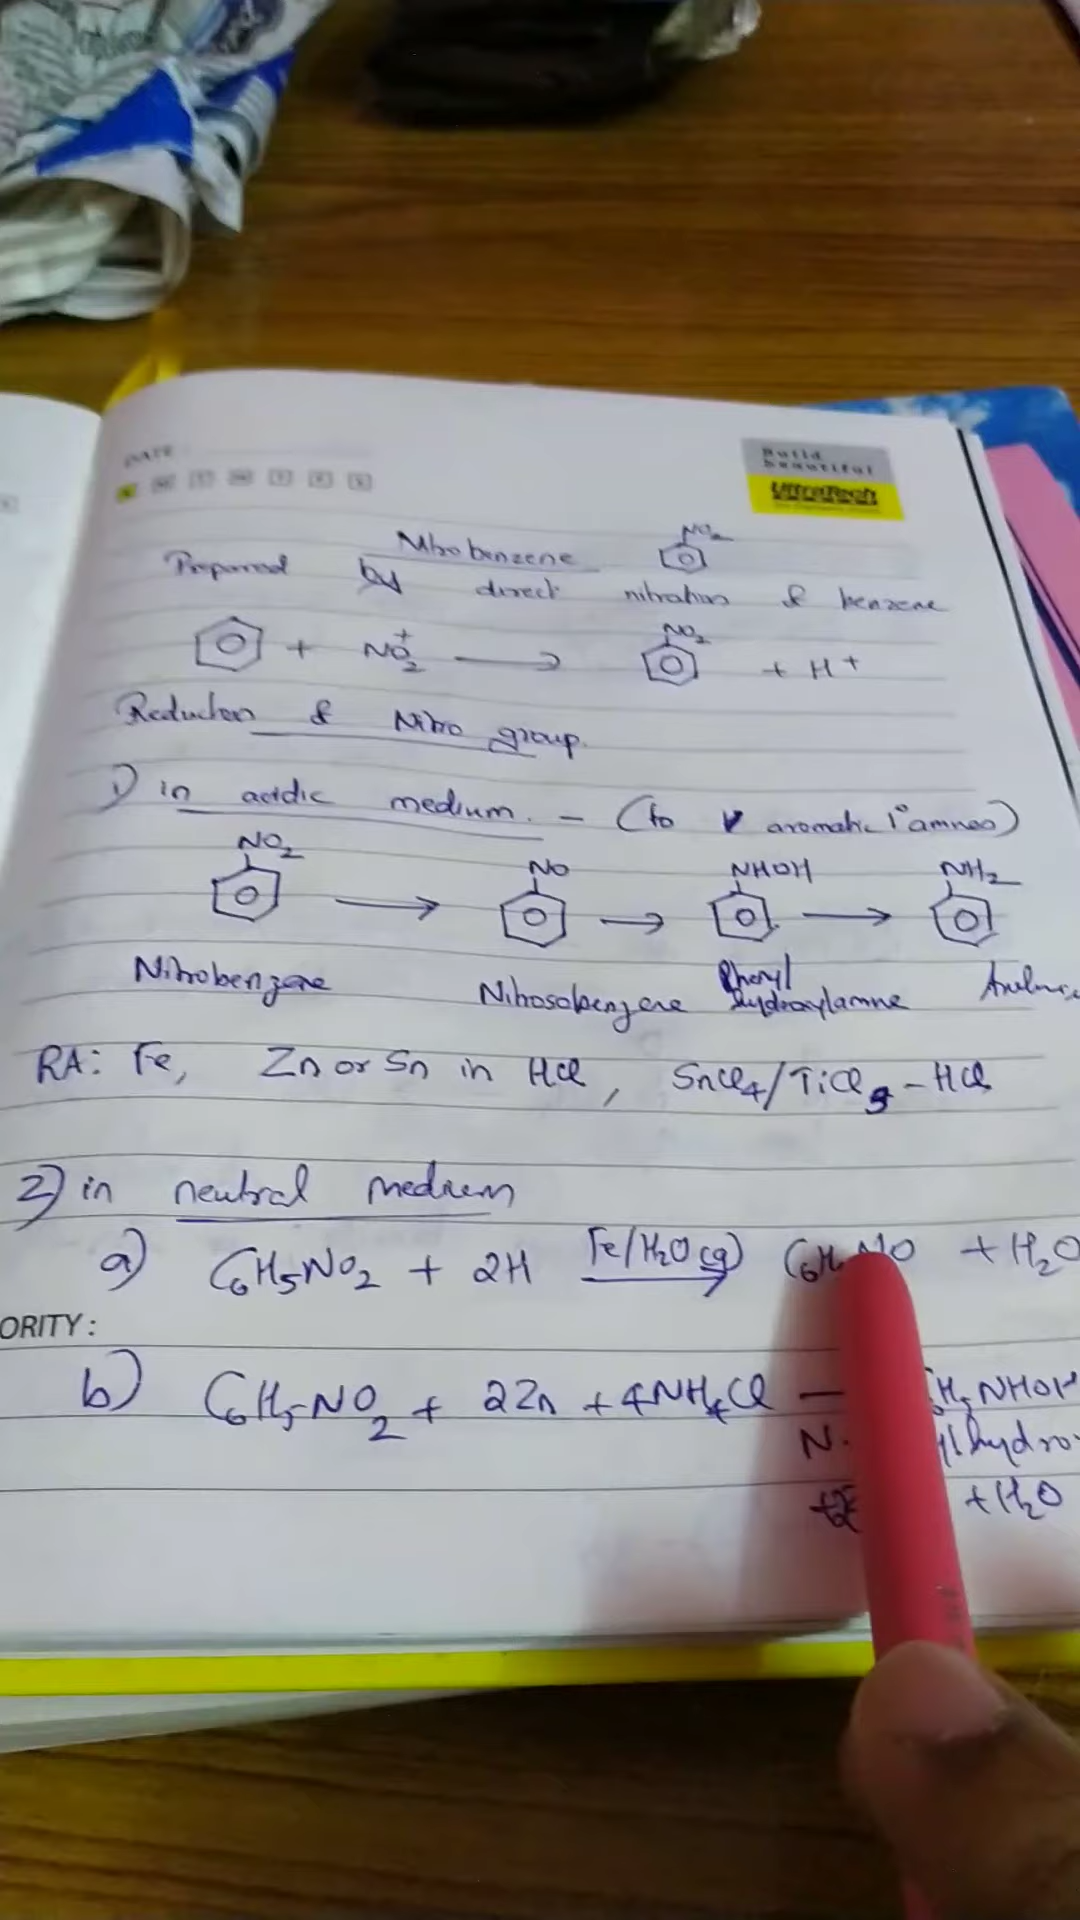 DATE
Build
beautiful
UltraTech
Nitrobenzene NO2
Prepared by direct nitration of benzene
+ NO2+ → NO2 + H+
Reduction of Nitro group.
1) in acidic medium. - (to aromatic 1° amines)
NO2 → NO → NHOH → NH2
Nitrobenzene Nitrosobenzene Phenyl hydroxylamine
RA: Fe, Zn or Sn in HCl, SnCl4/TiCl3 - HCl
2) in neutral medium
a) C6H5NO2 + 2H Fe/H2O(g) → NO + H2O
ORITY:
b) C6H5NO2 + 2Zn + 4NH4Cl — H5NHOH
N. ylhydro
+ H2O